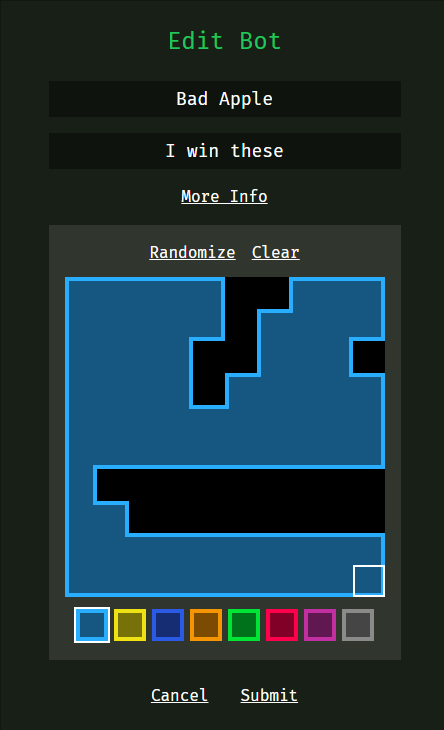 Edit Bot
Bad Apple
I win these
More Info
Randomize Clear
Cancel Submit